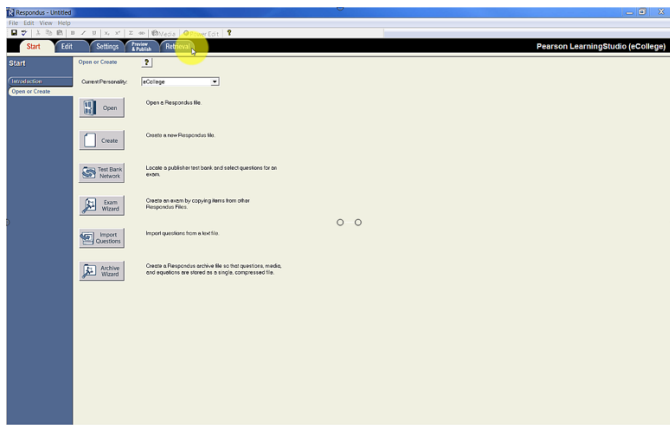 Respondus - Untitled
File Edit View Help
Start Edit Settings Preview & Publish Retrieval Pearson LearningStudio (eCollege)
Start
Introduction
Open or Create
Open or Create ?
Current Personality: eCollege
Open
Open a Respondus file.
Create
Create a new Respondus file.
Test Bank Network
Locate a publisher test bank and select questions for an
exam.
Exam Wizard
Create an exam by copying items from other
Respondus Files.
Import Questions
Import questions from a text file.
Archive Wizard
Create a Respondus archive file so that questions, media,
and equations are stored as a single, compressed file.